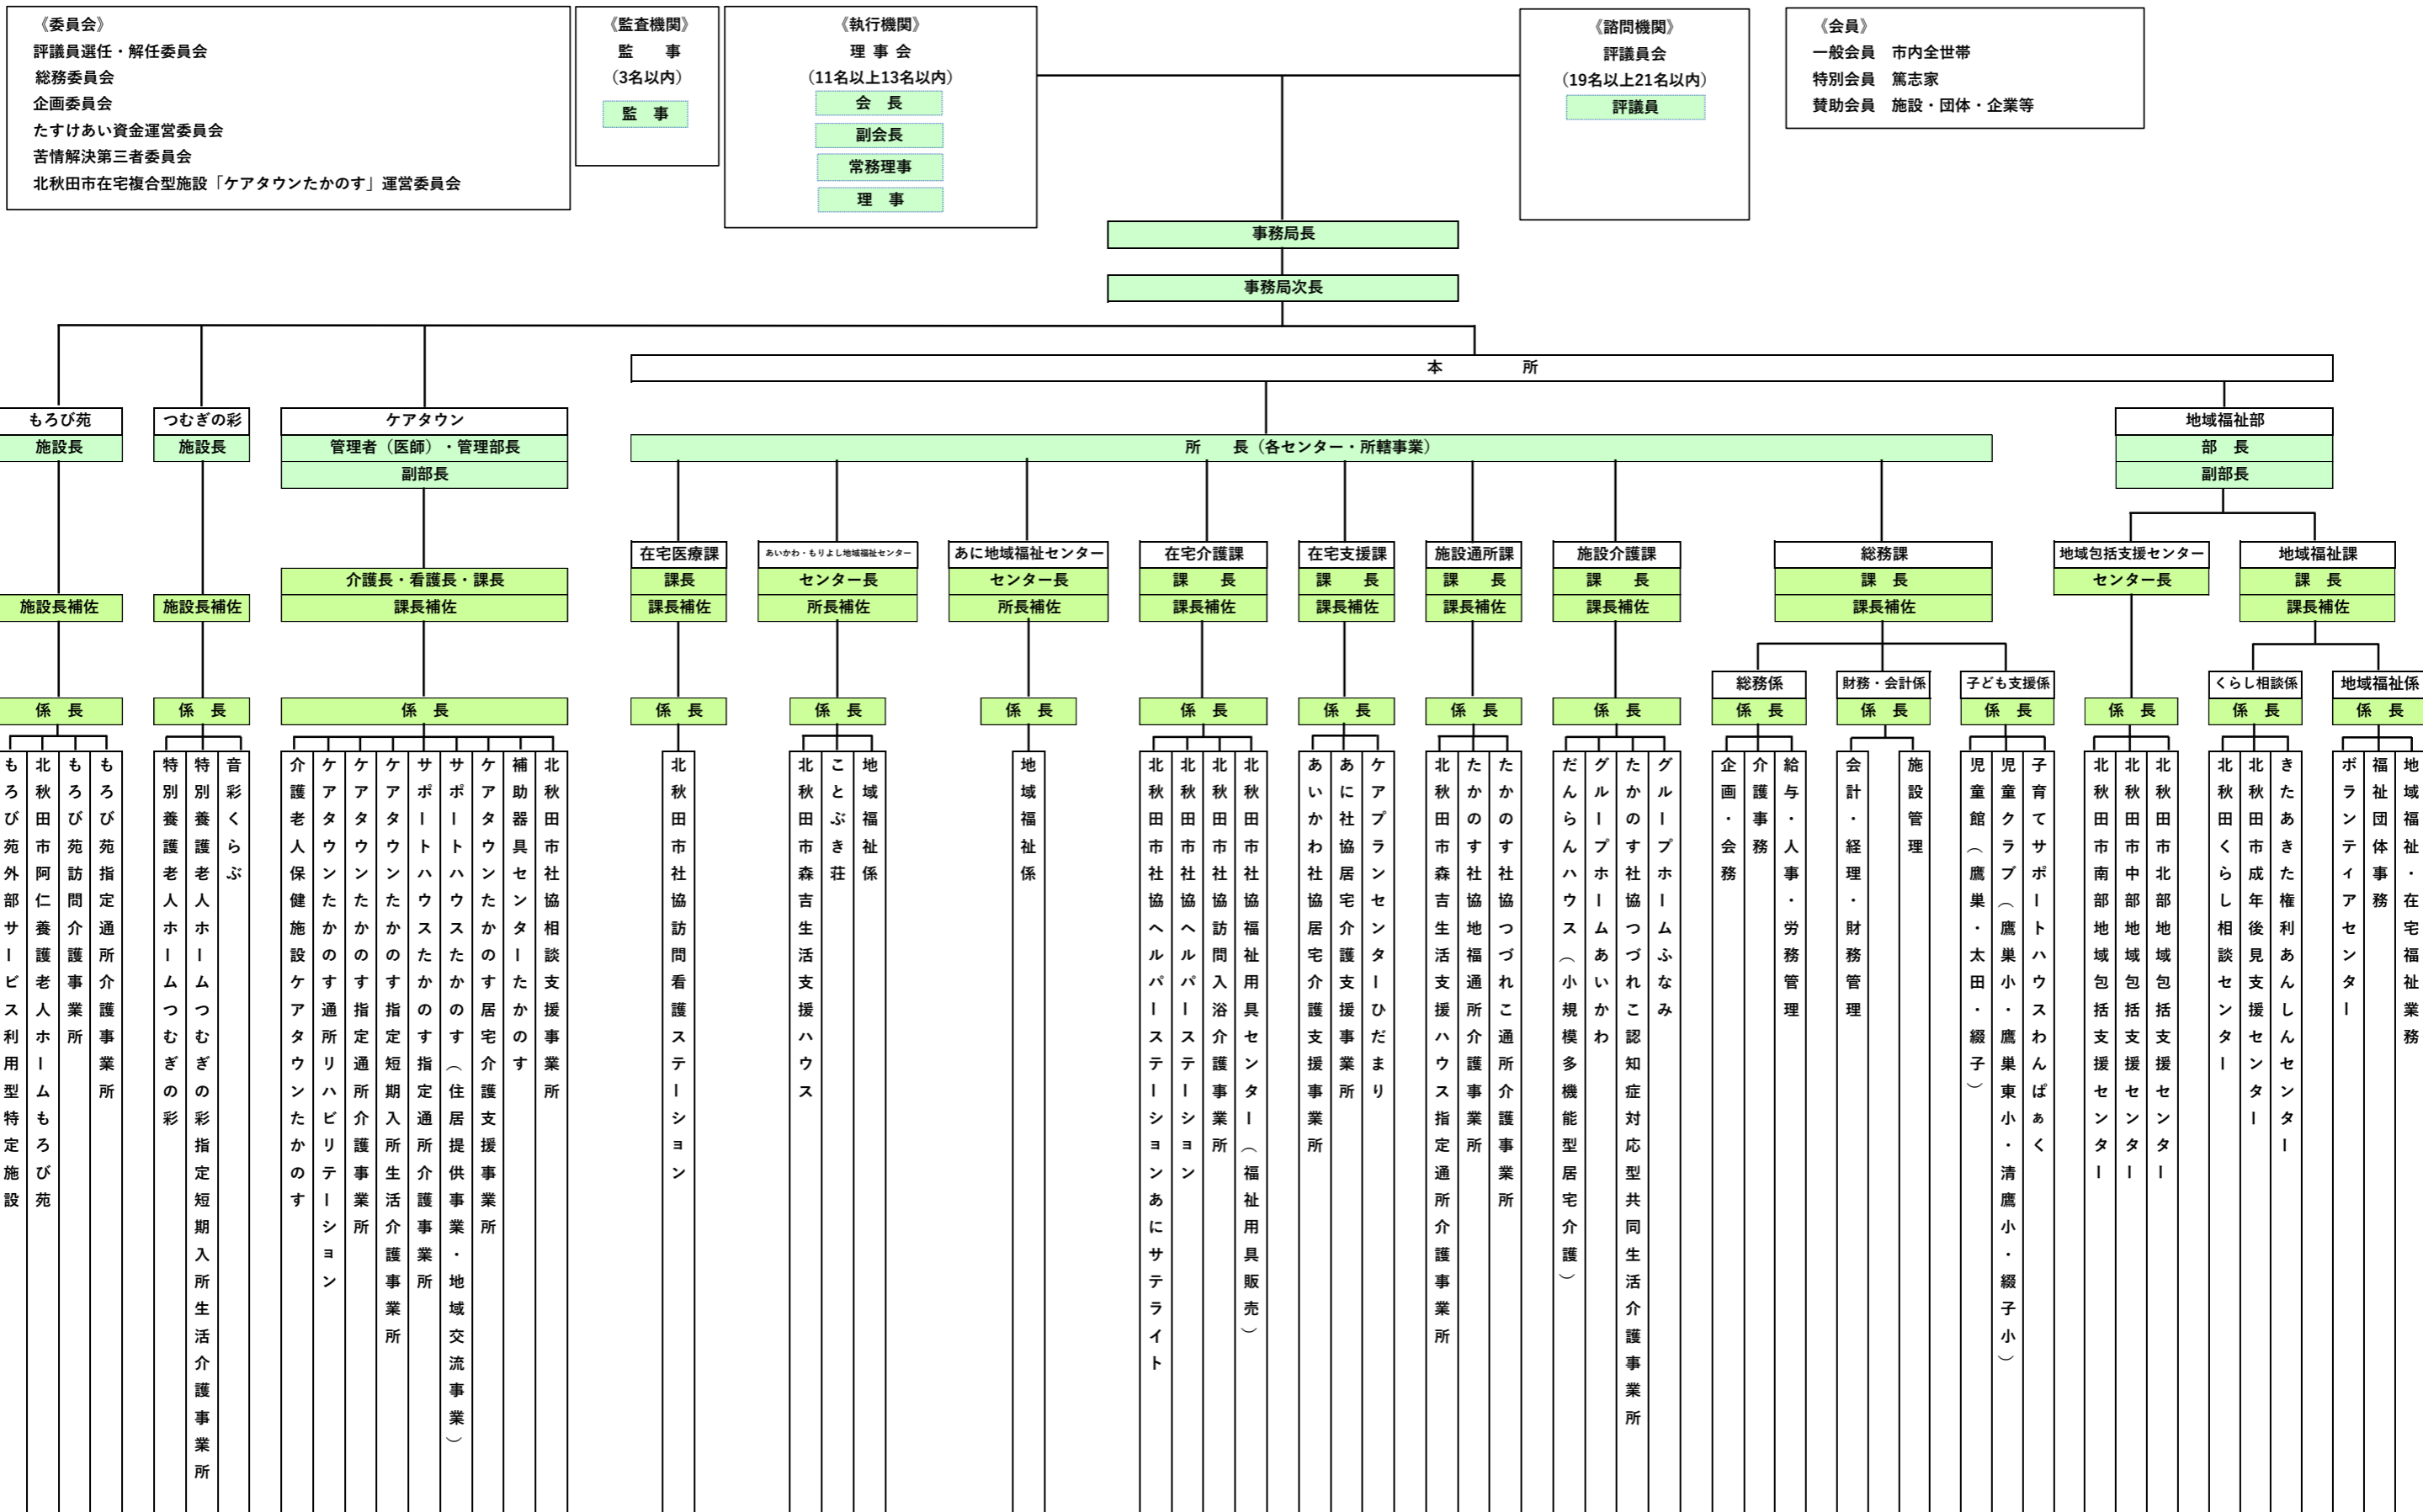 《委員会》
評議員選任・解任委員会
総務委員会
企画委員会
たすけあい資金運営委員会
苦情解決第三者委員会
北秋田市在宅複合型施設「ケアタウンたかのす」運営委員会
《監査機関》
監　　事
（3名以内）
監　事
《執行機関》
理 事 会
（11名以上13名以内）
会　長
副会長
常務理事
理　事
《諮問機関》
評議員会
（19名以上21名以内）
評議員
《会員》
一般会員　市内全世帯
特別会員　篤志家
賛助会員　施設・団体・企業等
事務局長
事務局次長
本　　　　　所
もろび苑
施設長
施設長補佐
係　長
もろび苑外部サービス利用型特定施設
北秋田市阿仁養護老人ホームもろび苑
もろび苑訪問介護事業所
もろび苑指定通所介護事業所
つむぎの彩
施設長
施設長補佐
係　長
特別養護老人ホームつむぎの彩
特別養護老人ホームつむぎの彩指定短期入所生活介護事業所
音彩くらぶ
ケアタウン
管理者（医師）・管理部長
副部長
介護長・看護長・課長
課長補佐
係　長
介護老人保健施設ケアタウンたかのす
ケアタウンたかのす通所リハビリテーション
ケアタウンたかのす指定通所介護事業所
ケアタウンたかのす指定短期入所生活介護事業所
サポートハウスたかのす指定通所介護事業所
サポートハウスたかのす（住居提供事業・地域交流事業）
ケアタウンたかのす居宅介護支援事業所
補助器具センターたかのす
北秋田市社協相談支援事業所
所　　長（各センター・所轄事業）
在宅医療課
課長
課長補佐
係　長
北秋田市社協訪問看護ステーション
あいかわ・もりよし地域福祉センター
センター長
所長補佐
係　長
北秋田市森吉生活支援ハウス
ことぶき荘
地域福祉係
あに地域福祉センター
センター長
所長補佐
係　長
地域福祉係
在宅介護課
課　長
課長補佐
係　長
北秋田市社協ヘルパーステーションあにサテライト
北秋田市社協ヘルパーステーション
北秋田市社協訪問入浴介護事業所
北秋田市社協福祉用具センター（福祉用具販売）
在宅支援課
課　長
課長補佐
係　長
あいかわ社協居宅介護支援事業所
あに社協居宅介護支援事業所
ケアプランセンターひだまり
施設通所課
課　長
課長補佐
係　長
北秋田市森吉生活支援ハウス指定通所介護事業所
たかのす社協地福通所介護事業所
たかのす社協つづれこ通所介護事業所
施設介護課
課　長
課長補佐
係　長
だんらんハウス（小規模多機能型居宅介護）
グループホームあいかわ
たかのす社協つづれこ認知症対応型共同生活介護事業所
グループホームふなみ
総務課
課　長
課長補佐
総務係
係　長
企画・会務
介護事務
給与・人事・労務管理
財務・会計係
会計・経理・財務管理
施設管理
子ども支援係
係　長
児童館（鷹巣・太田・綴子）
児童クラブ（鷹巣小・鷹巣東小・清鷹小・綴子小）
子育てサポートハウスわんぱぁく
地域福祉部
部　長
副部長
地域包括支援センター
センター長
係　長
北秋田市南部地域包括支援センター
北秋田市中部地域包括支援センター
北秋田市北部地域包括支援センター
地域福祉課
課　長
課長補佐
くらし相談係
係　長
北秋田くらし相談センター
北秋田市成年後見支援センター
きたあきた権利あんしんセンター
地域福祉係
係　長
ボランティアセンター
福祉団体事務
地域福祉・在宅福祉業務